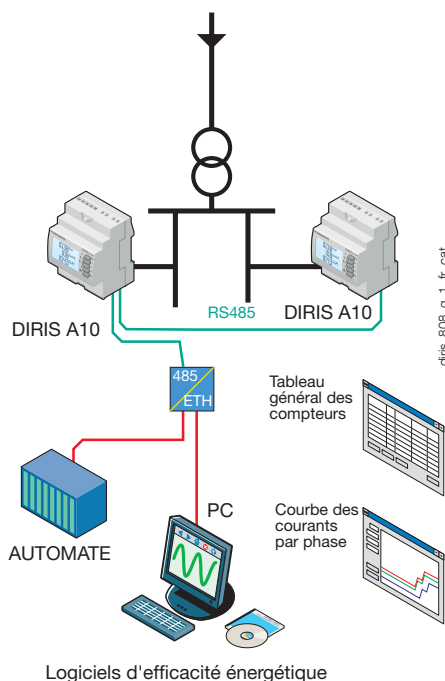 RS485
DIRIS A10
DIRIS A10
diris_808_g_1_fr_cat
485
ETH
Tableau
général des
compteurs
PC
Courbe des
courants
par phase
AUTOMATE
Logiciels d'efficacité énergétique